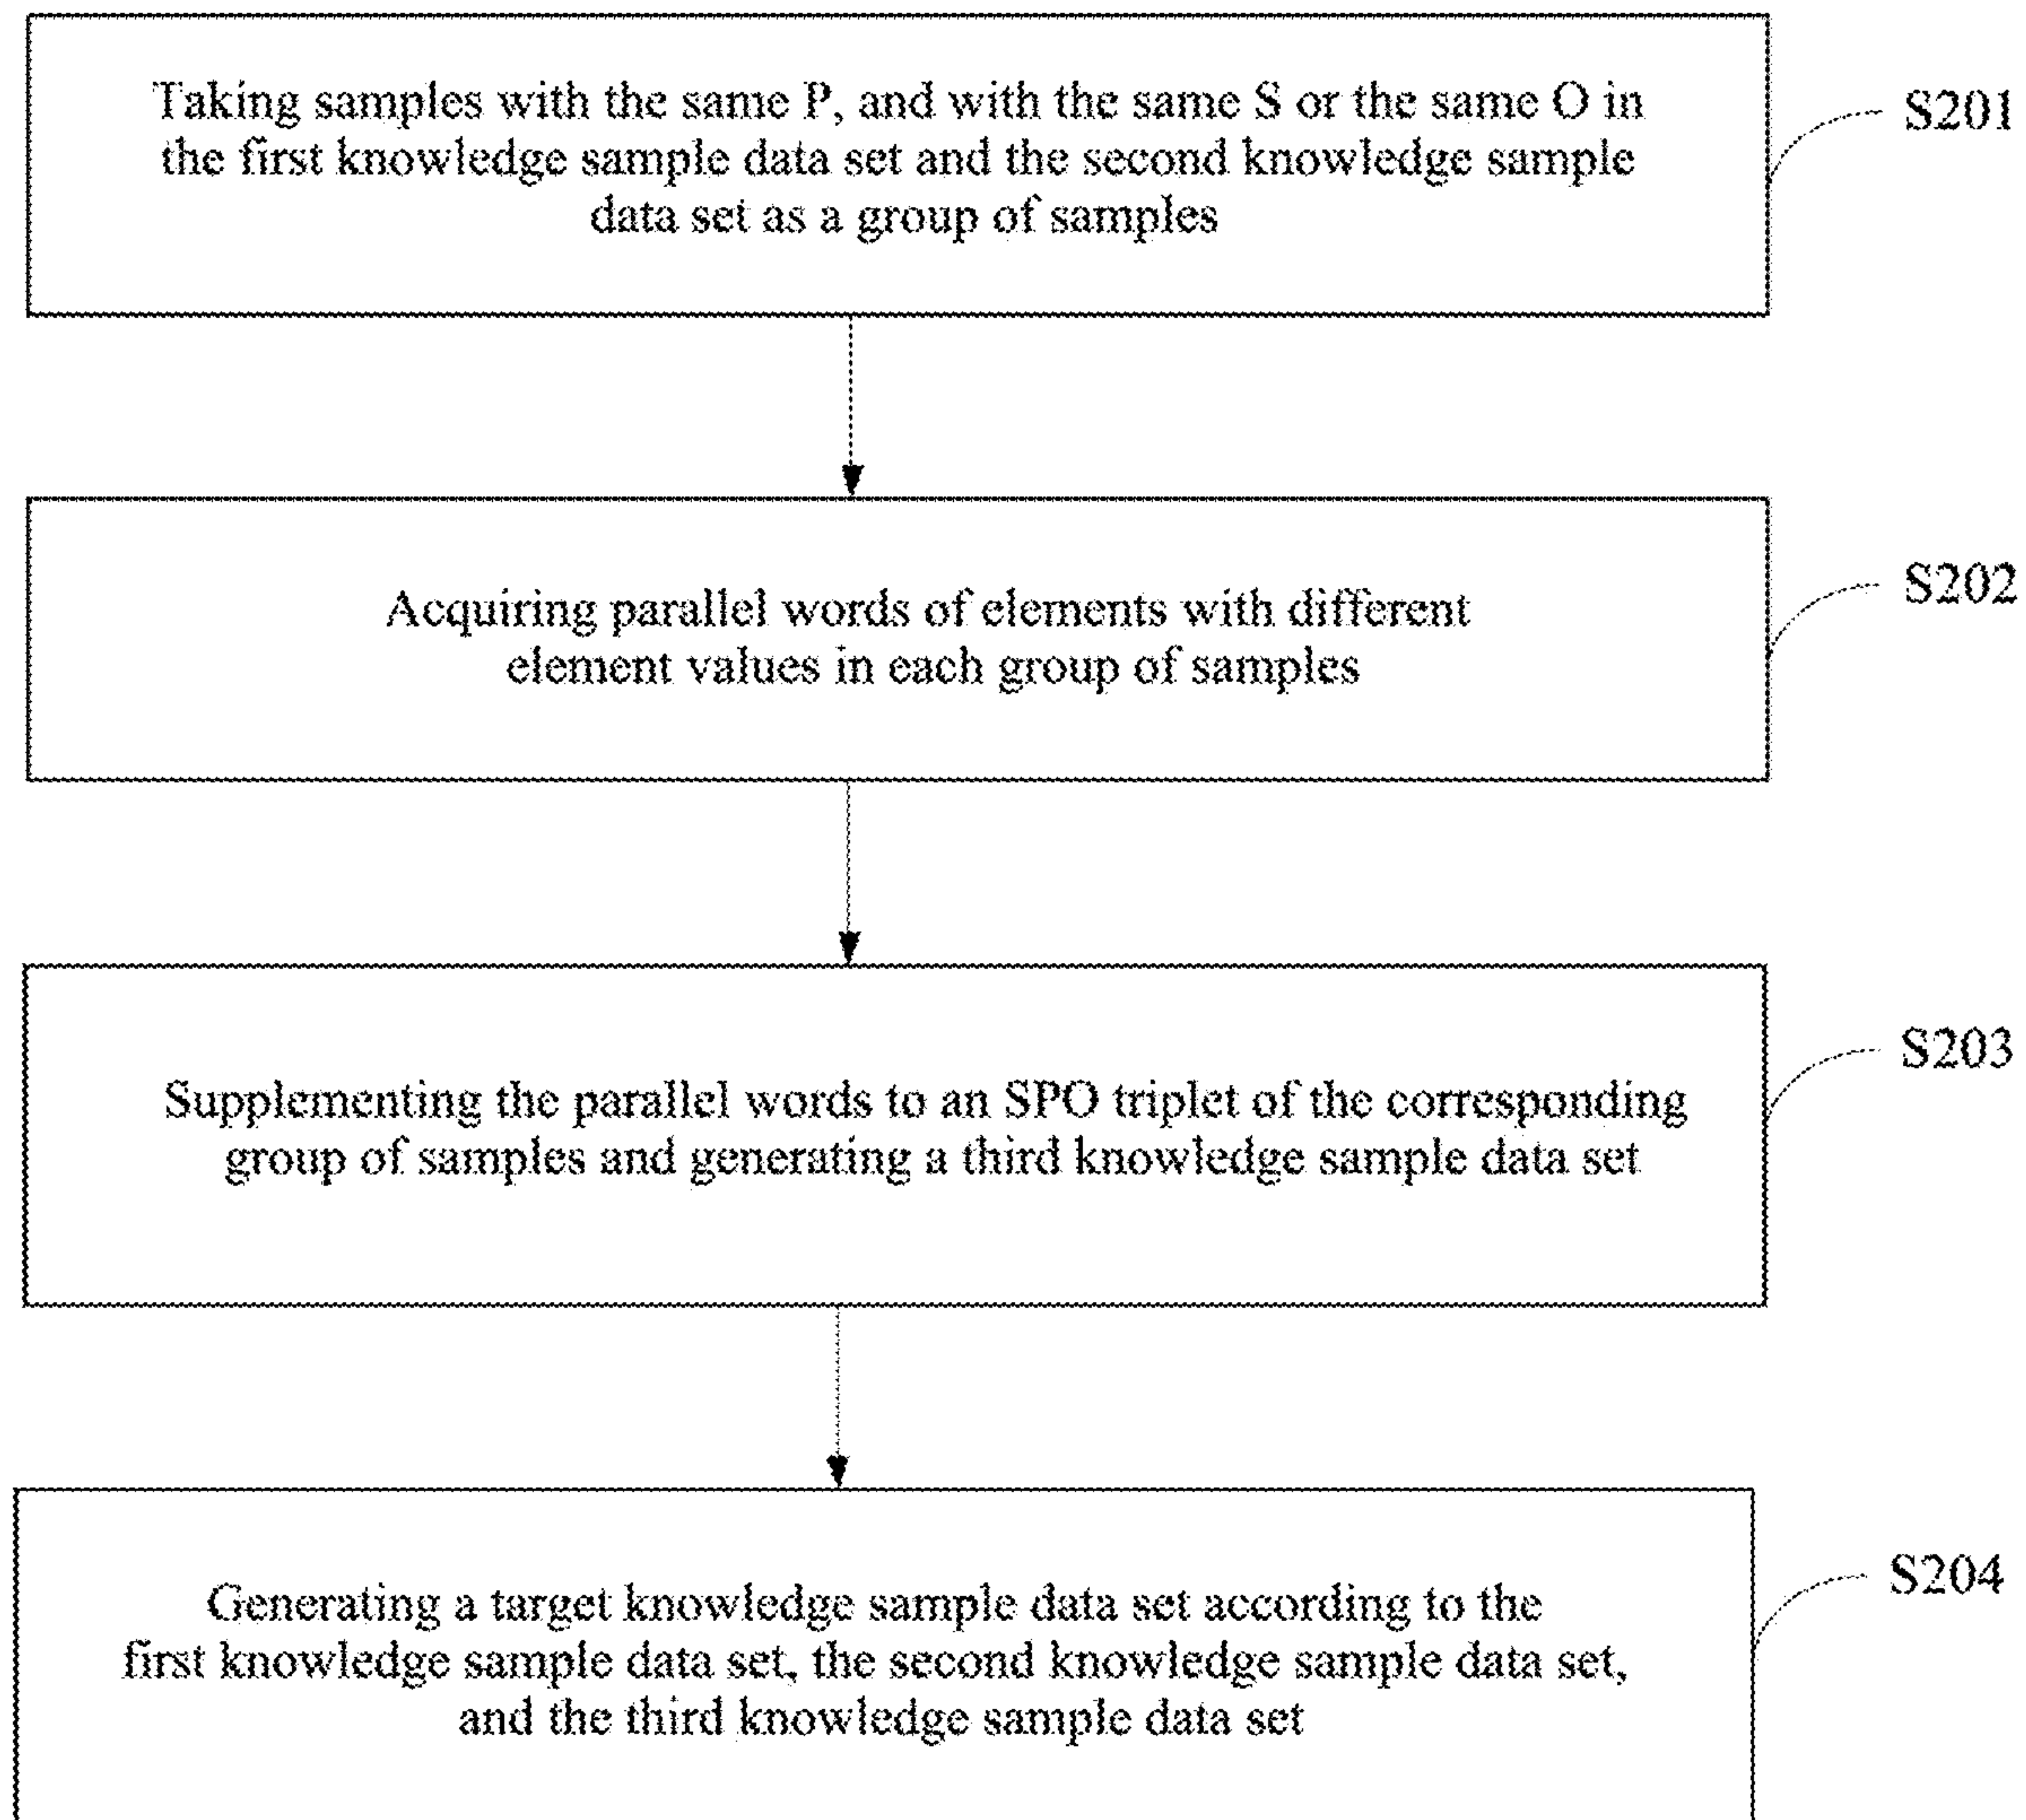 Taking samples with the same P, and with the same S or the same O in
the first knowledge sample data set and the second knowledge sample
data set as a group of samples
S201
Acquiring parallel words of elements with different
element values in each group of samples
S202
Supplementing the parallel words to an SPO triplet of the corresponding
group of samples and generating a third knowledge sample data set
S203
Generating a target knowledge sample data set according to the
first knowledge sample data set, the second knowledge sample data set,
and the third knowledge sample data set
S204